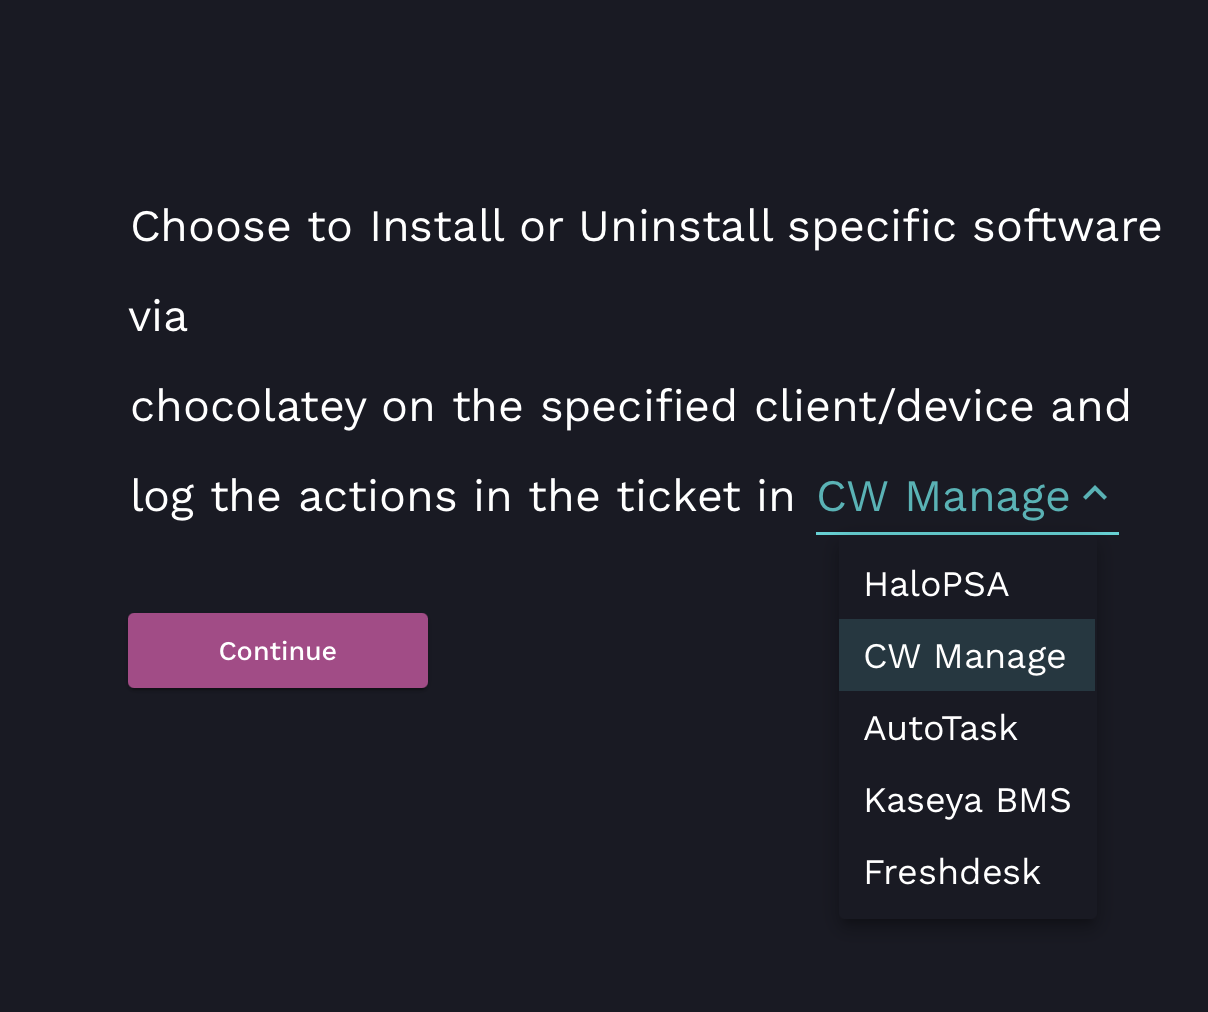 Choose to Install or Uninstall specific software
via
chocolatey on the specified client/device and
log the actions in the ticket in CW Manage
HaloPSA
CW Manage
AutoTask
Kaseya BMS
Freshdesk
Continue